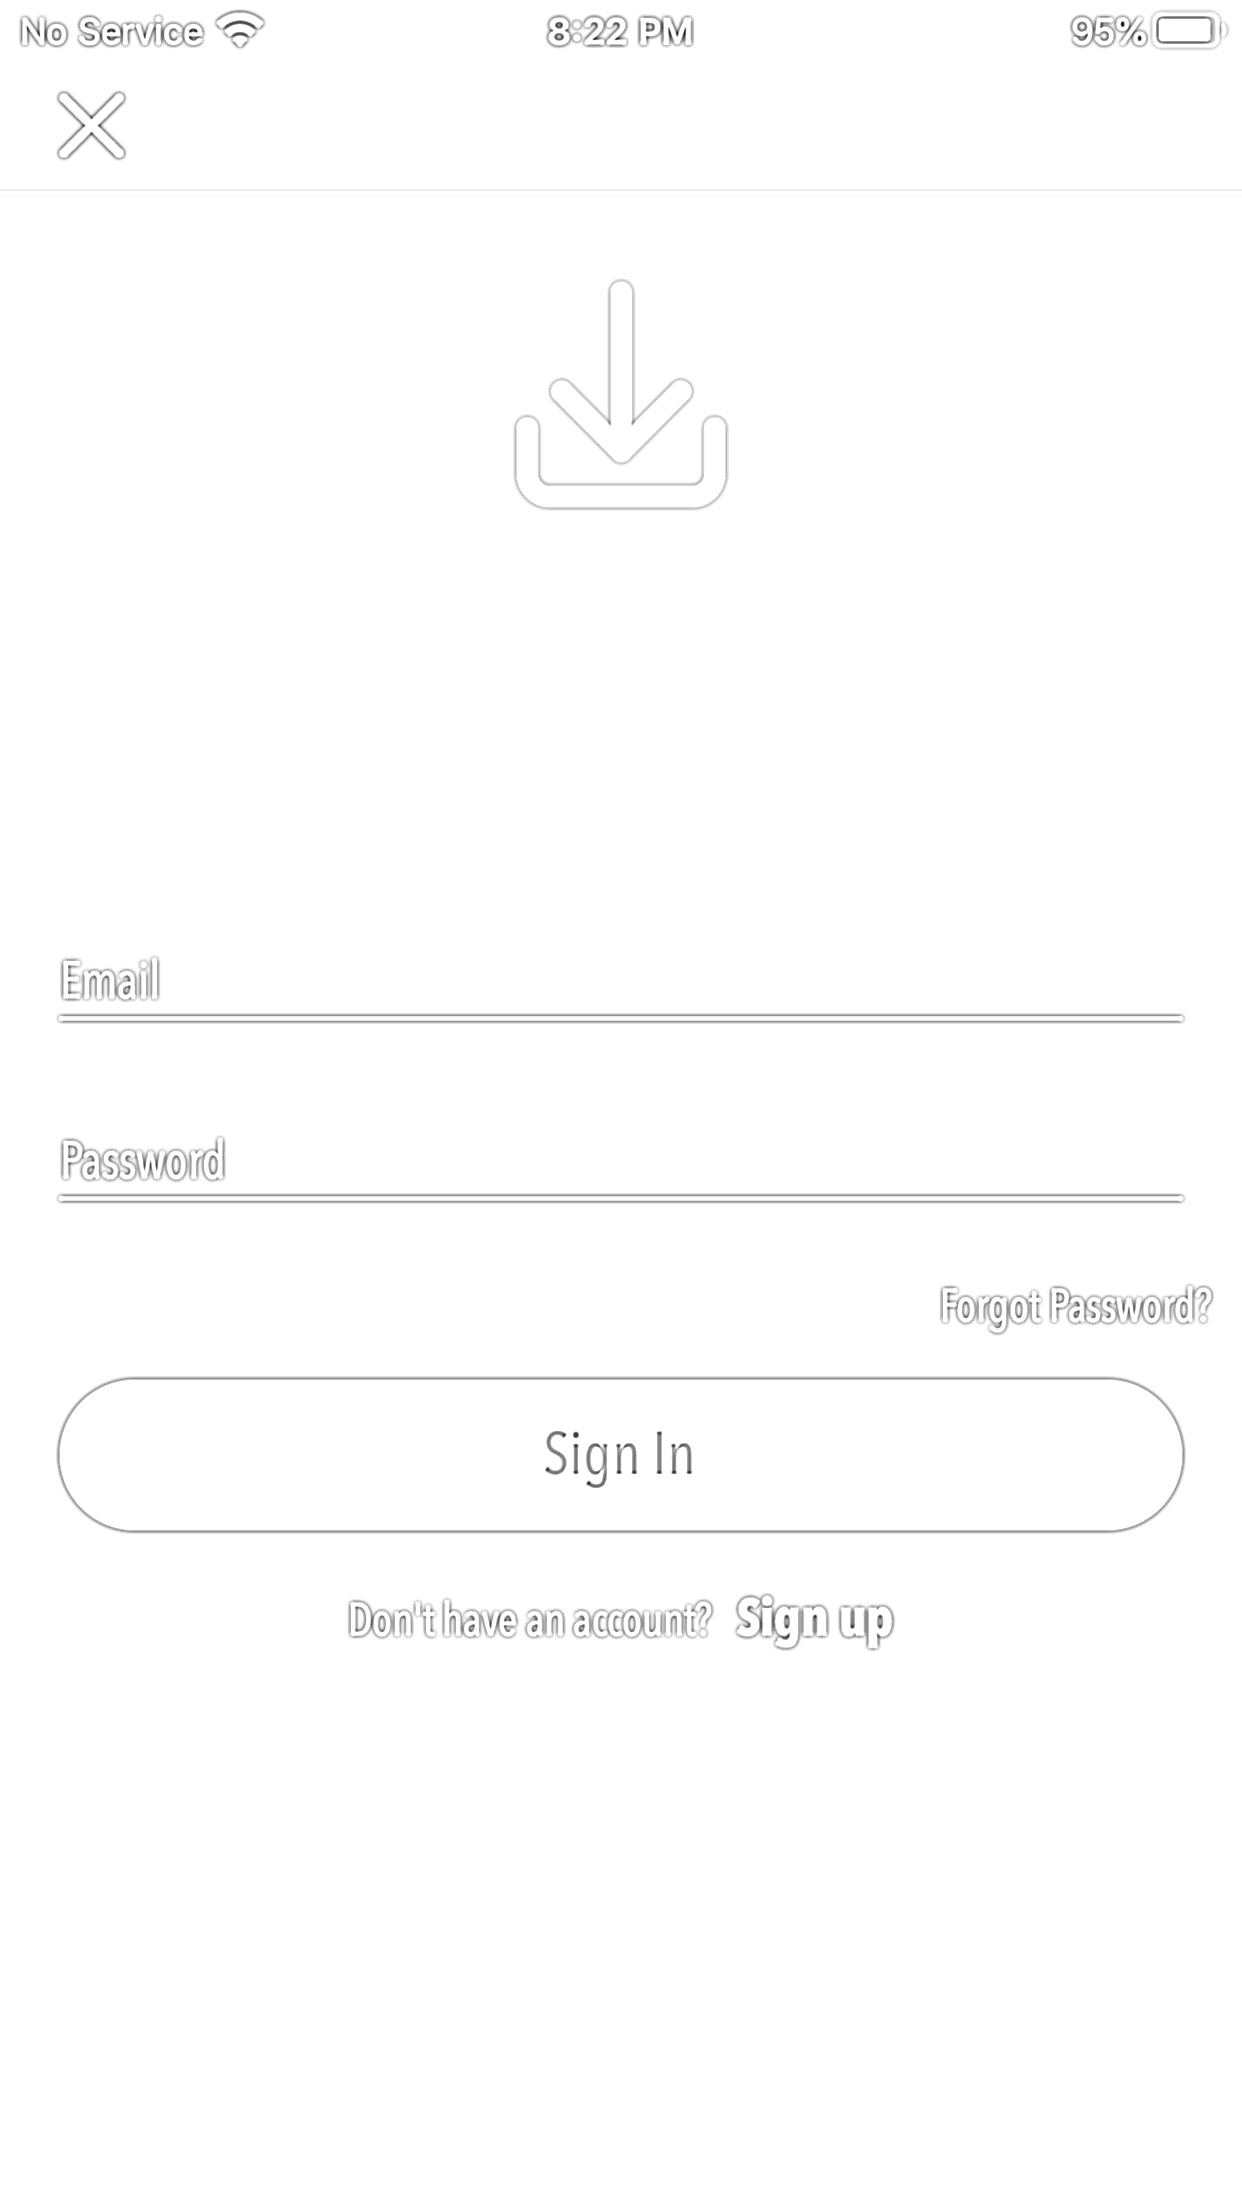 No Service 8:22 PM 95%
Email
Password
Forgot Password?
Sign In
Don't have an account? Sign up